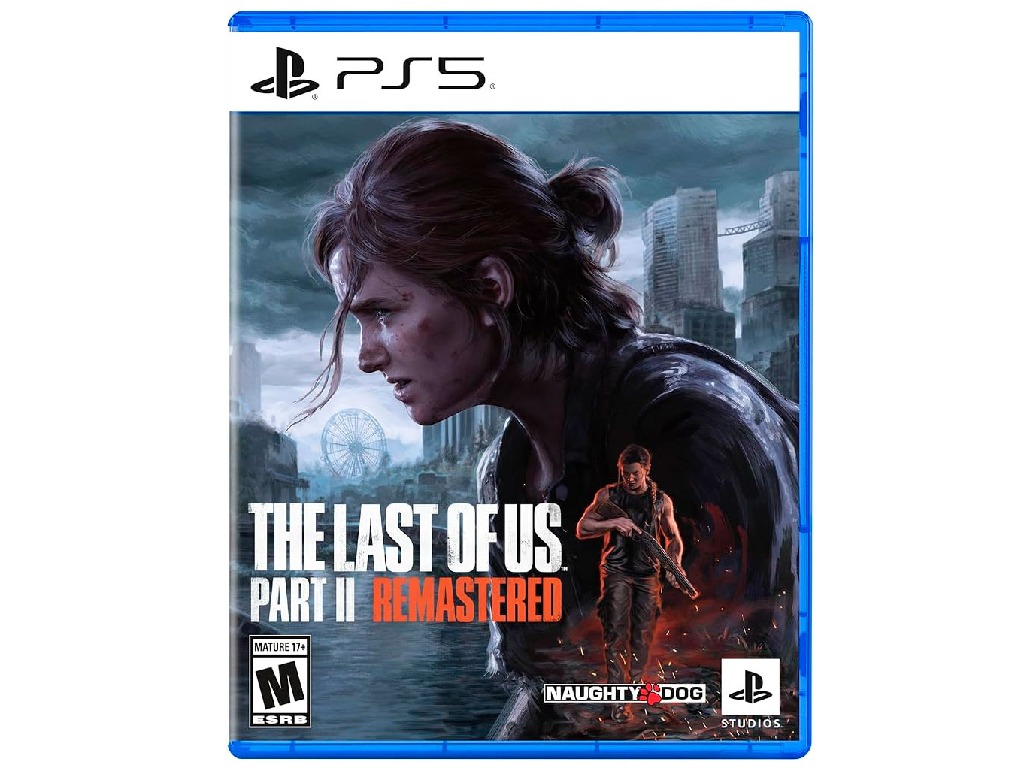 PS5
THE LAST OF US
PART II REMASTERED
MATURE 17+
M
ESRB
NAUGHTY DOG
STUDIOS